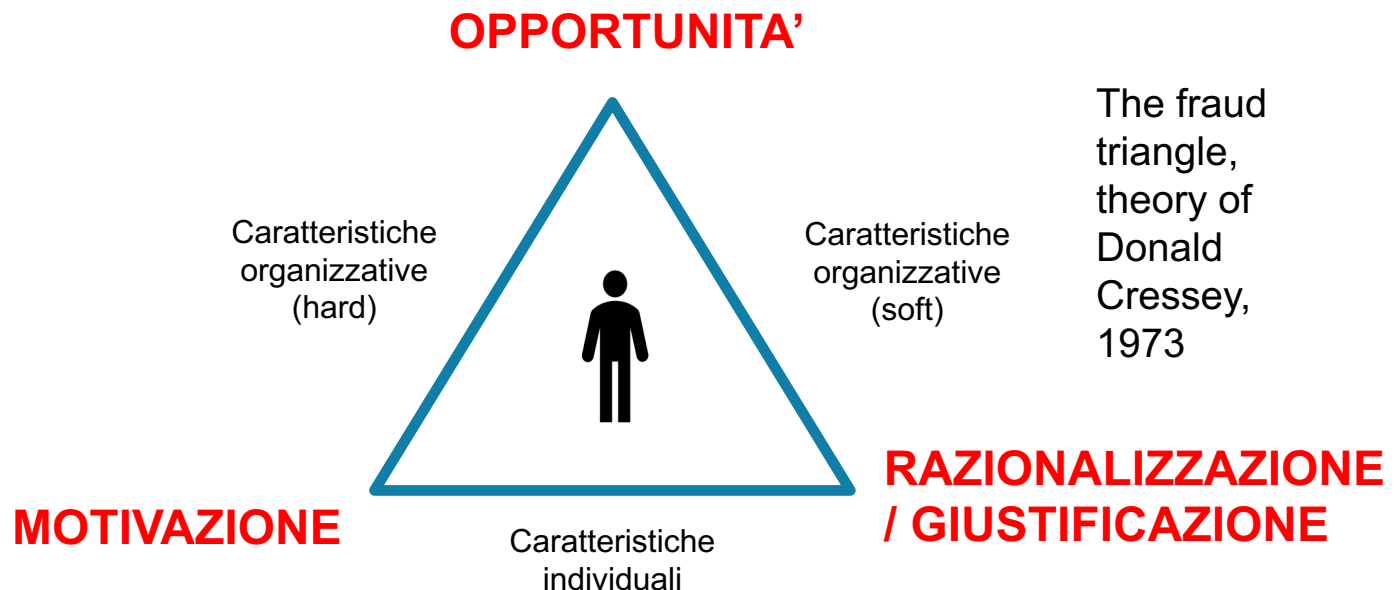 OPPORTUNITA’
The fraud
triangle,
theory of
Donald
Cressey,
1973
Caratteristiche
organizzative
(hard)
Caratteristiche
organizzative
(soft)
MOTIVAZIONE
RAZIONALIZZAZIONE
/ GIUSTIFICAZIONE
Caratteristiche
individuali